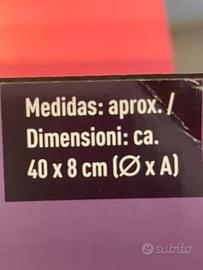 Medidas: aprox. /
Dimensioni: ca.
40 x 8 cm (Ø x A)
subito